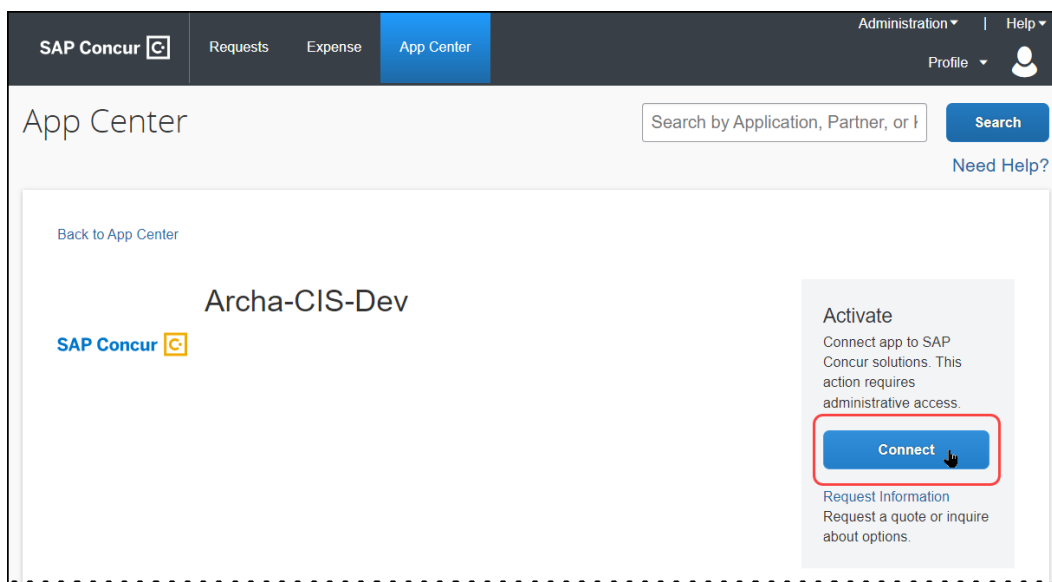 Administration | Help
SAP Concur C Requests Expense App Center
Profile
App Center
Search by Application, Partner, or
Search
Need Help?
Back to App Center
Archa-CIS-Dev
SAP Concur C
Activate
Connect app to SAP
Concur solutions. This
action requires
administrative access.
Connect
Request Information
Request a quote or inquire
about options.